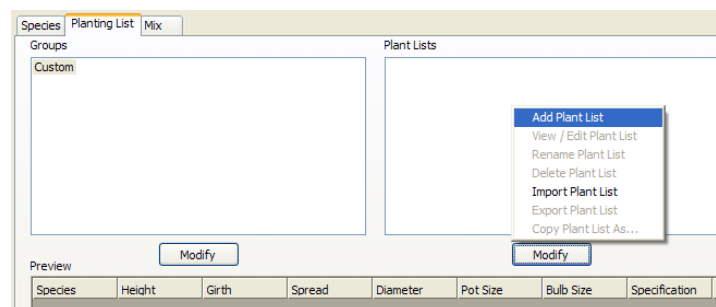 Species Planting List Mix
Groups Plant Lists
Custom
Add Plant List
View / Edit Plant List
Rename Plant List
Delete Plant List
Import Plant List
Export Plant List
Copy Plant List As...
Modify Modify
Preview
Species Height Girth Spread Diameter Pot Size Bulb Size Specification